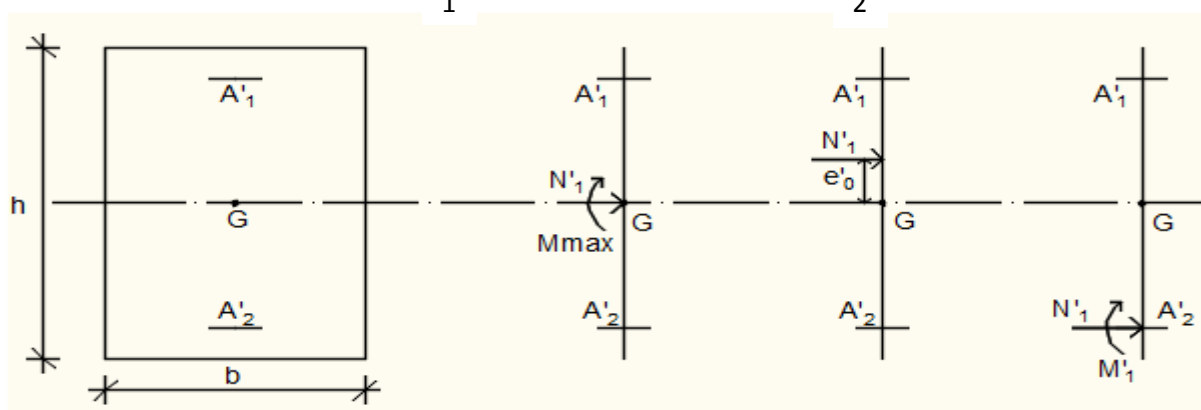 1 2
A'₁ A'₁ A'₁ A'₁
N'₁
e'₀
N'₁
h G G G G
Mmax
A'₂ A'₂ A'₂ N'₁ A'₂
M'₁
b